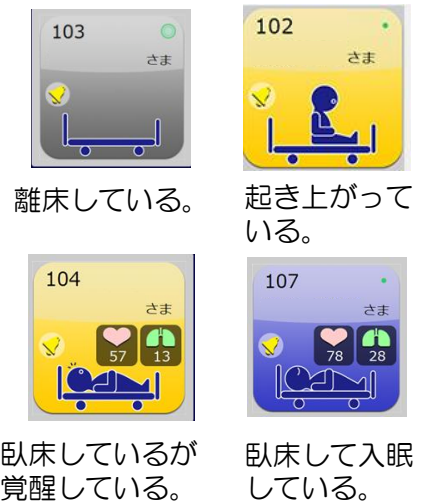 103
さま
離床している。
102
さま
起き上がって
いる。
104
さま
57 13
臥床しているが
覚醒している。
107
さま
78 28
臥床して入眠
している。